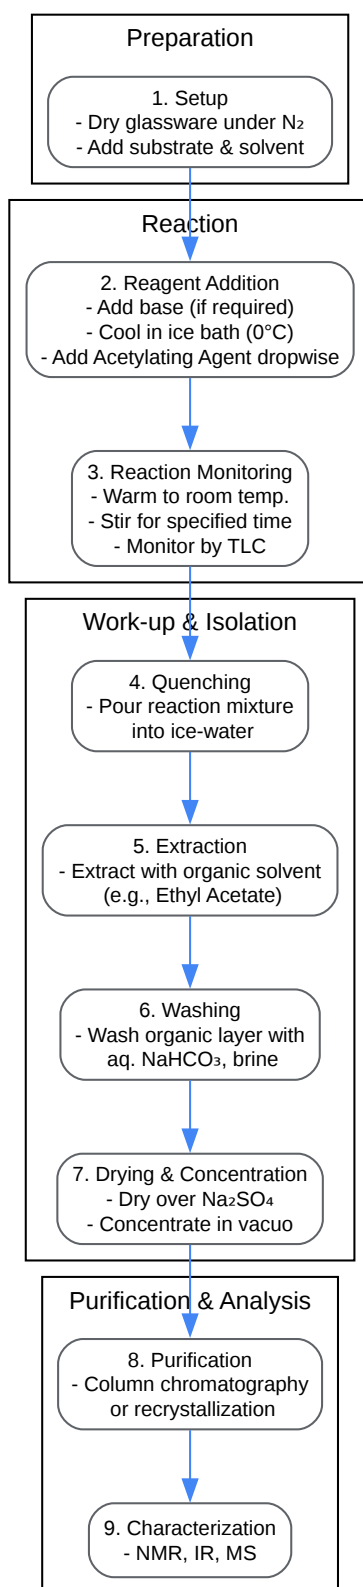 Preparation
1. Setup
- Dry glassware under N₂
- Add substrate & solvent
Reaction
2. Reagent Addition
- Add base (if required)
- Cool in ice bath (0°C)
- Add Acetylating Agent dropwise
3. Reaction Monitoring
- Warm to room temp.
- Stir for specified time
- Monitor by TLC
Work-up & Isolation
4. Quenching
- Pour reaction mixture
into ice-water
5. Extraction
- Extract with organic solvent
(e.g., Ethyl Acetate)
6. Washing
- Wash organic layer with
aq. NaHCO₃, brine
7. Drying & Concentration
- Dry over Na₂SO₄
- Concentrate in vacuo
Purification & Analysis
8. Purification
- Column chromatography
or recrystallization
9. Characterization
- NMR, IR, MS